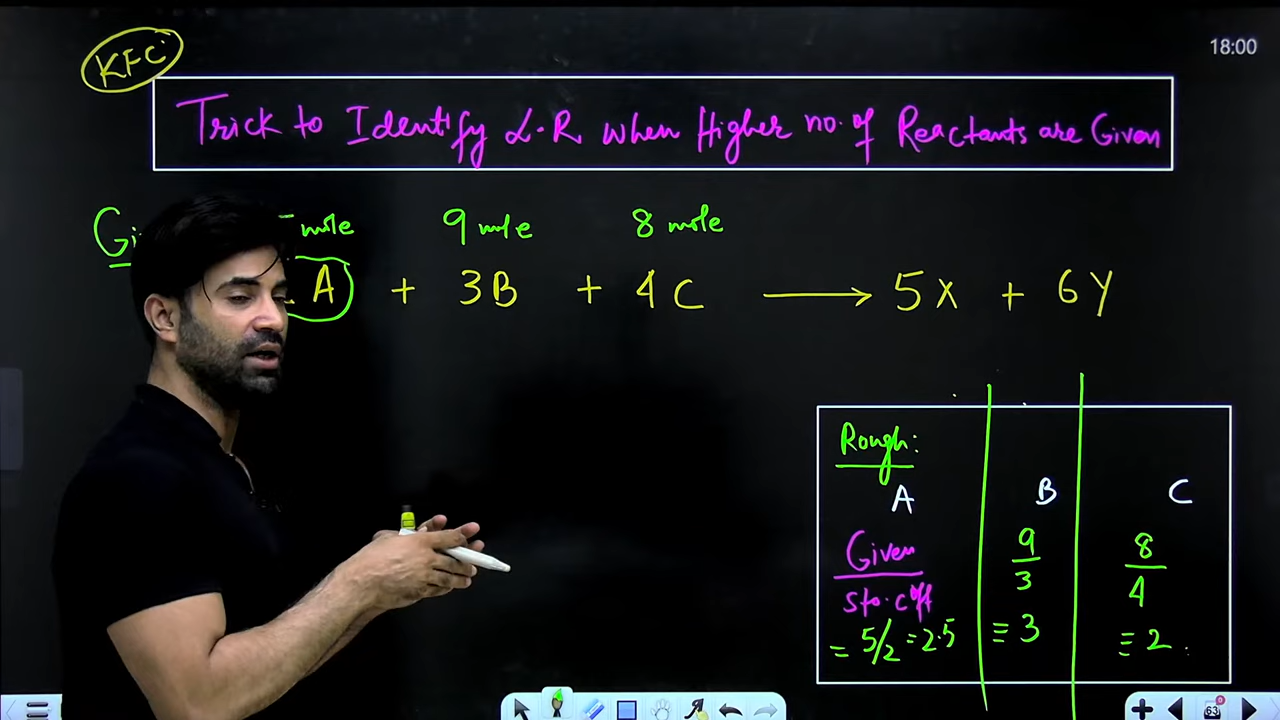 KFC
18:00
Trick to Identify L.R when Higher no. of Reactants are Given
mole 9 mole 8 mole
A + 3B + 4C ⟶ 5X + 6Y
Rough:
A B C
Given 9 8
Sto. Coff 3 4
= 5/2 = 2.5 = 3 = 2
63